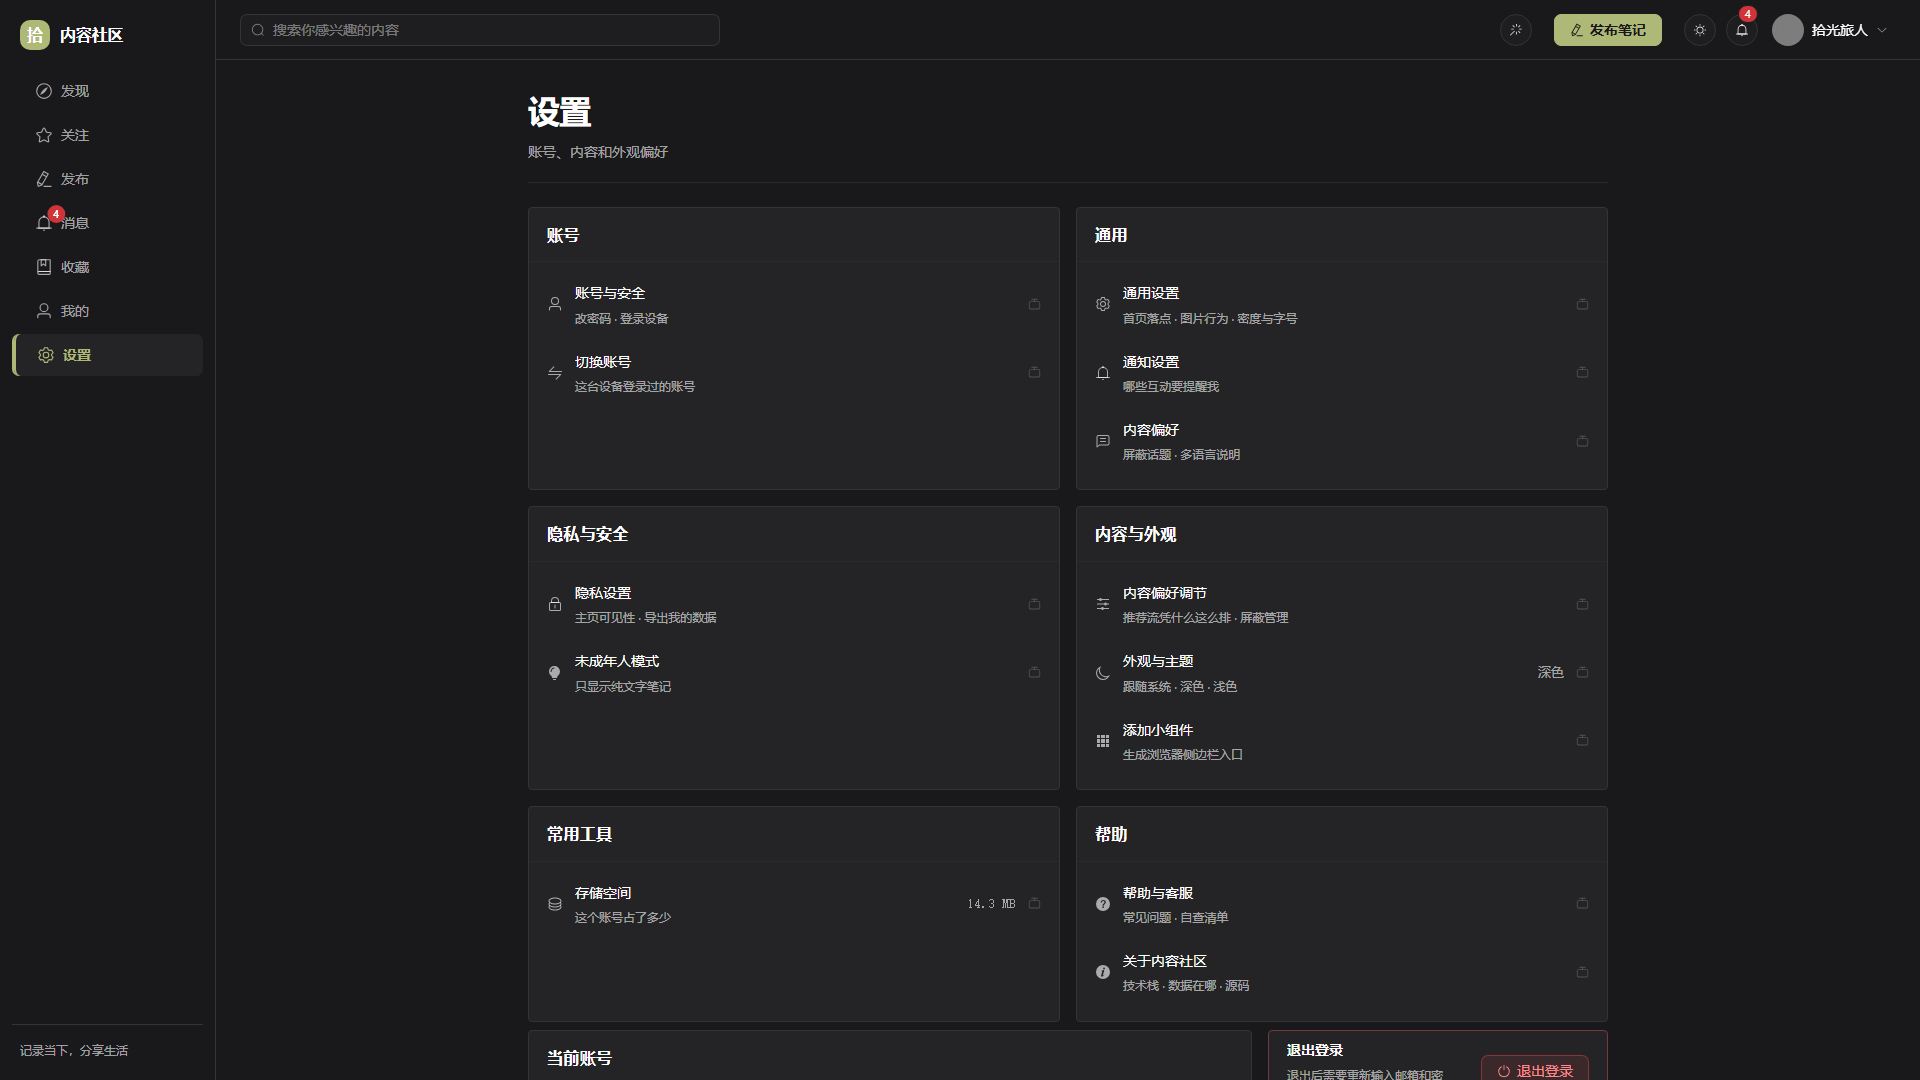 拾 内容社区
搜索你感兴趣的内容
发布笔记
4
拾光旅人
发现
关注
发布
4
消息
收藏
我的
设置
记录当下，分享生活
设置
账号、内容和外观偏好
账号
账号与安全
改密码 · 登录设备
切换账号
这台设备登录过的账号
通用
通用设置
首页落点 · 图片行为 · 密度与字号
通知设置
哪些互动要提醒我
内容偏好
屏蔽话题 · 多语言说明
隐私与安全
隐私设置
主页可见性 · 导出我的数据
未成年人模式
只显示纯文字笔记
内容与外观
内容偏好调节
推荐流凭什么这么排 · 屏蔽管理
外观与主题
跟随系统 · 深色 · 浅色
深色
添加小组件
生成浏览器侧边栏入口
常用工具
存储空间
这个账号占了多少
14.3 MB
帮助
帮助与客服
常见问题 · 自查清单
关于内容社区
技术栈 · 数据在哪 · 源码
当前账号
退出登录
退出后需要重新输入邮箱和密
退出登录